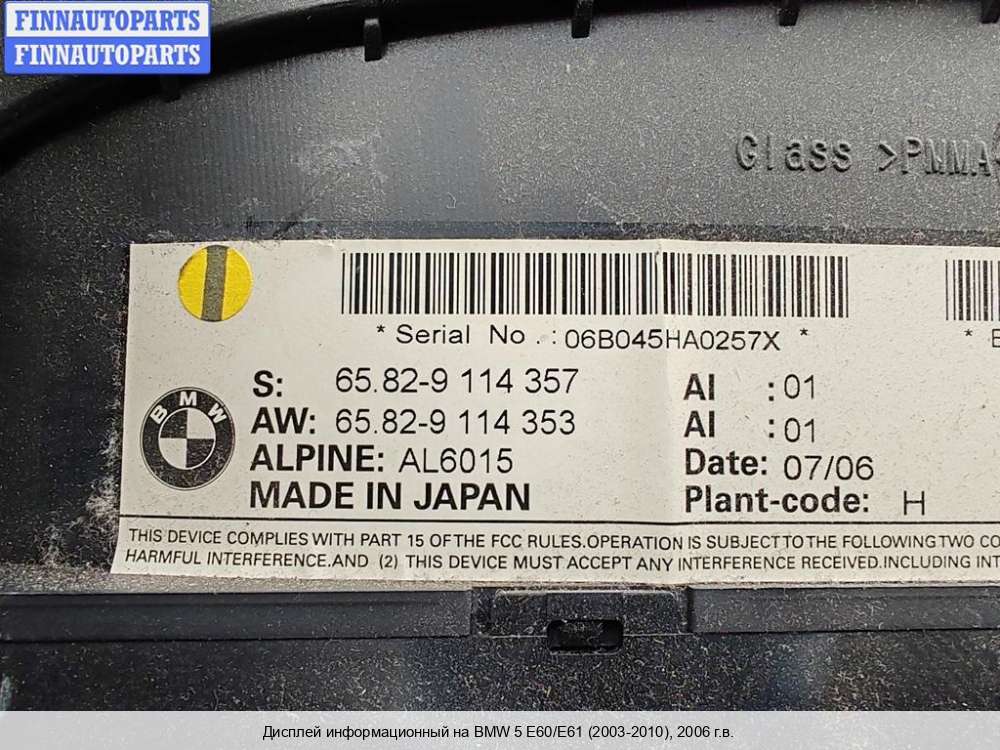 FINNAUTOPARTS
FINNAUTOPARTS
Glass >PMMA
* Serial No.: 06B045HA0257X *
*
S: 65.82-9 114 357 AI :01
BMW
AW: 65.82-9 114 353 AI :01
ALPINE: AL6015 Date: 07/06
MADE IN JAPAN Plant-code: H
THIS DEVICE COMPLIES WITH PART 15 OF THE FCC RULES.OPERATION IS SUBJECT TO THE FOLLOWING TWO CO
HARMFUL INTERFERENCE.AND (2) THIS DEVICE MUST ACCEPT ANY INTERFERENCE RECEIVED.INCLUDING INT
Дисплей информационный на BMW 5 E60/E61 (2003-2010), 2006 г.в.